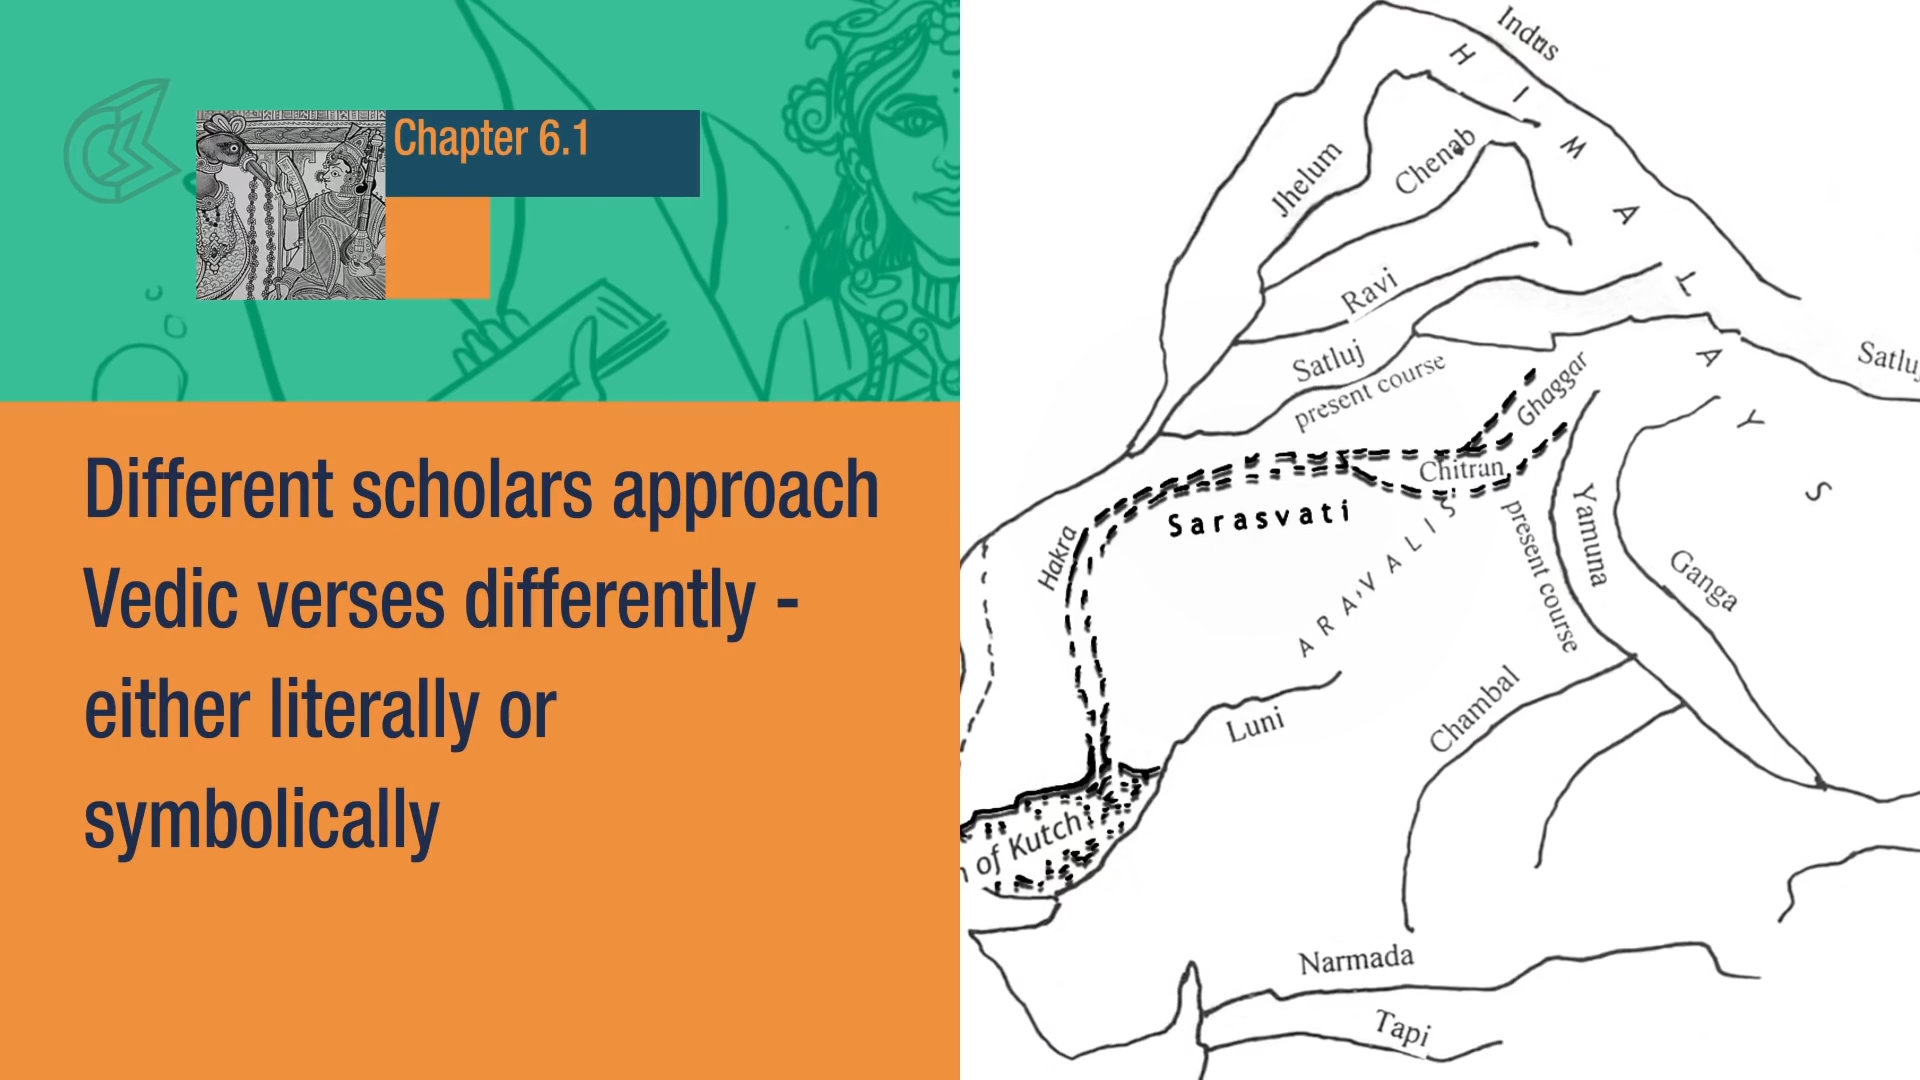 Chapter 6.1
Different scholars approach
Vedic verses differently -
either literally or
symbolically
Indus
HIMALAYS
Jhelum
Chenab
Ravi
Satluj
present course
Satluj
Ghaggar
Chitran
Sarasvati
Hakra
ARAVALIS
present course
Yamuna
Ganga
Chambal
Luni
n of Kutch
Narmada
Tapi